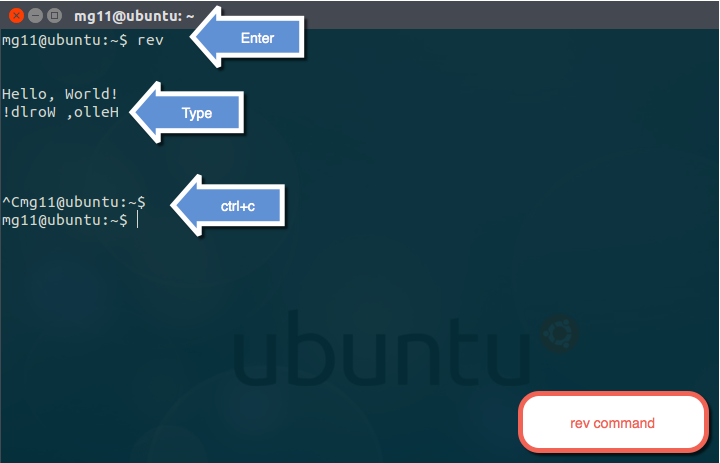 mg11@ubuntu: ~
mg11@ubuntu:~$ rev
Enter
Hello, World!
!dlroW ,olleH
Type
^Cmg11@ubuntu:~$
ctrl+c
mg11@ubuntu:~$
ubuntu
rev command